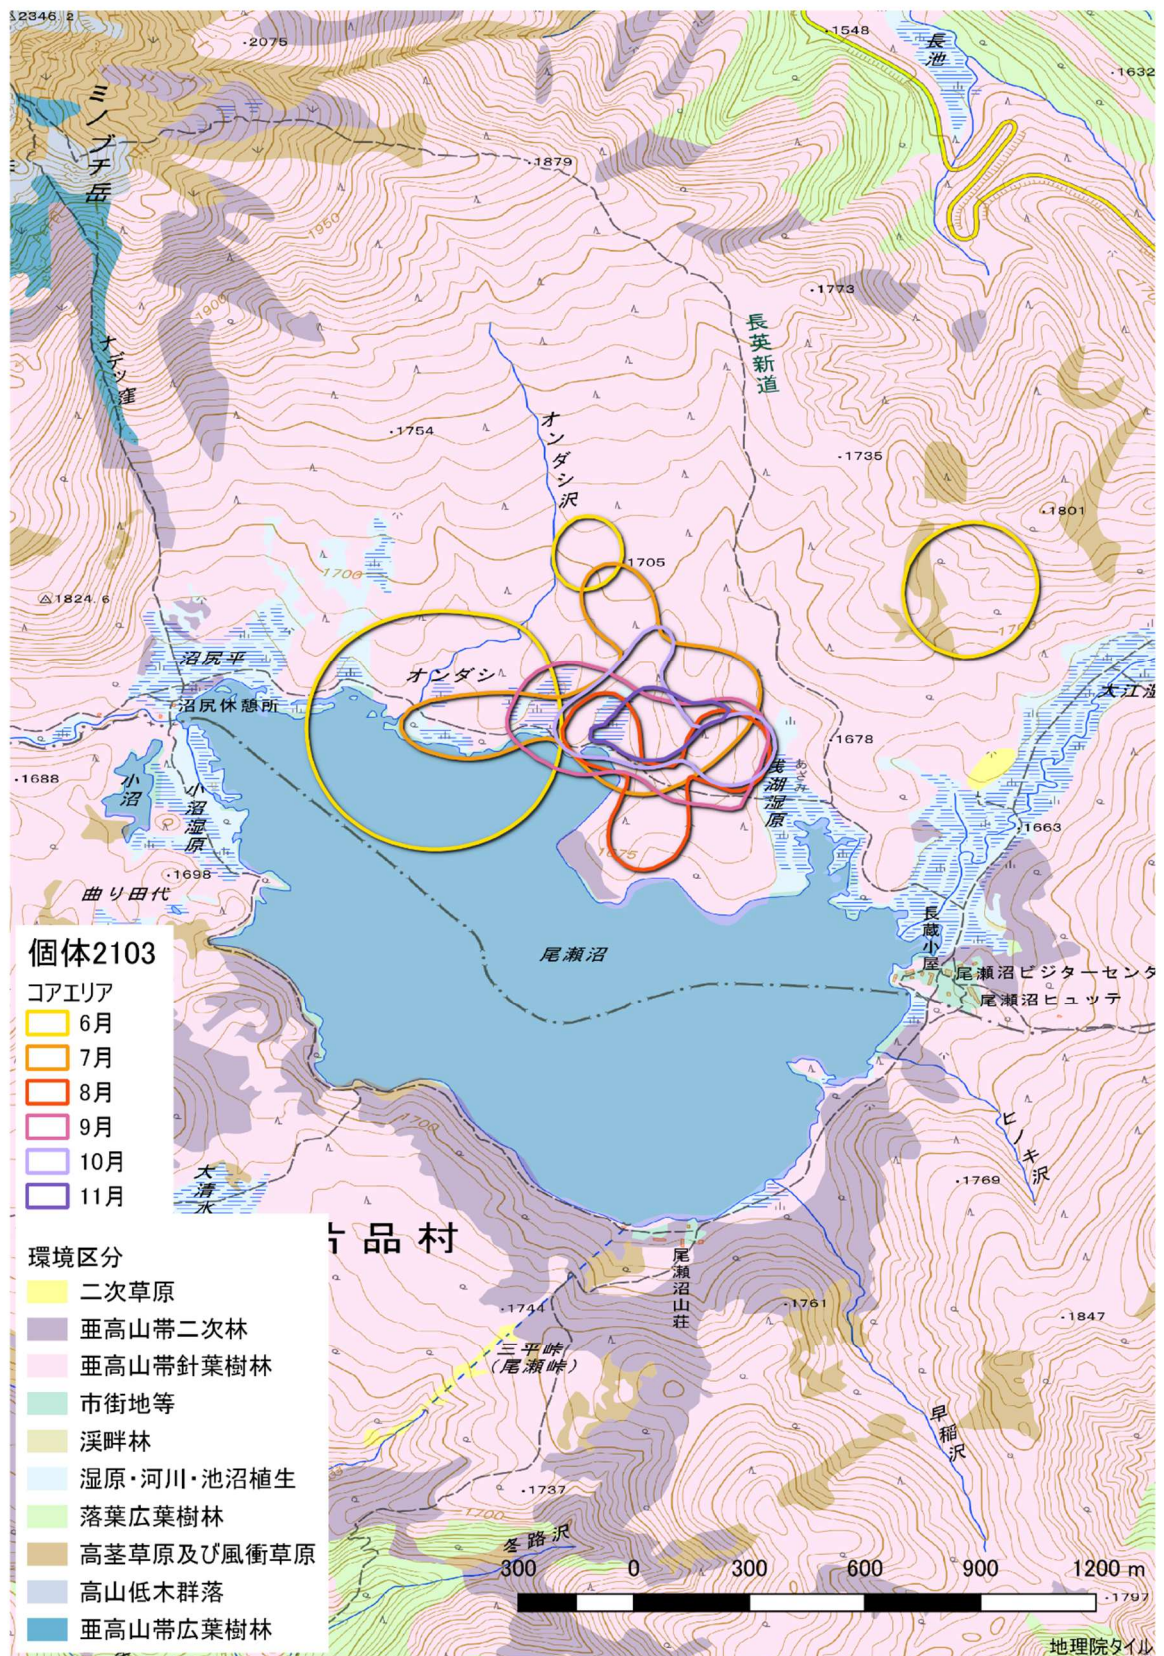 2346.2
2075
1548
長池
1632
ミノブチ岳
1879
1950
1773
1900
長英新道
ナデッ窪
オンダシ沢
1754
1735
1801
1705
1700
1824.6
沼尻平
オンダシ
大江湿
沼尻休憩所
1678
浅湖湿原
あざみ
1688
小沼
小沼湿原
1663
1675
1698
曲り田代
長蔵小屋
尾瀬沼
尾瀬沼ビジターセンタ
尾瀬沼ヒュッテ
個体2103
コアエリア
6月
7月
8月
9月
10月
11月
1700
ヒノキ沢
大清水
1769
片品村
尾瀬沼山荘
環境区分
二次草原
亜高山帯二次林
亜高山帯針葉樹林
市街地等
渓畔林
湿原・河川・池沼植生
落葉広葉樹林
高茎草原及び風衝草原
高山低木群落
亜高山帯広葉樹林
1744
1761
1847
三平峠
(尾瀬峠)
早稲沢
1737
1700
冬路沢
300 0 300 600 900 1200 m
1797
地理院タイル